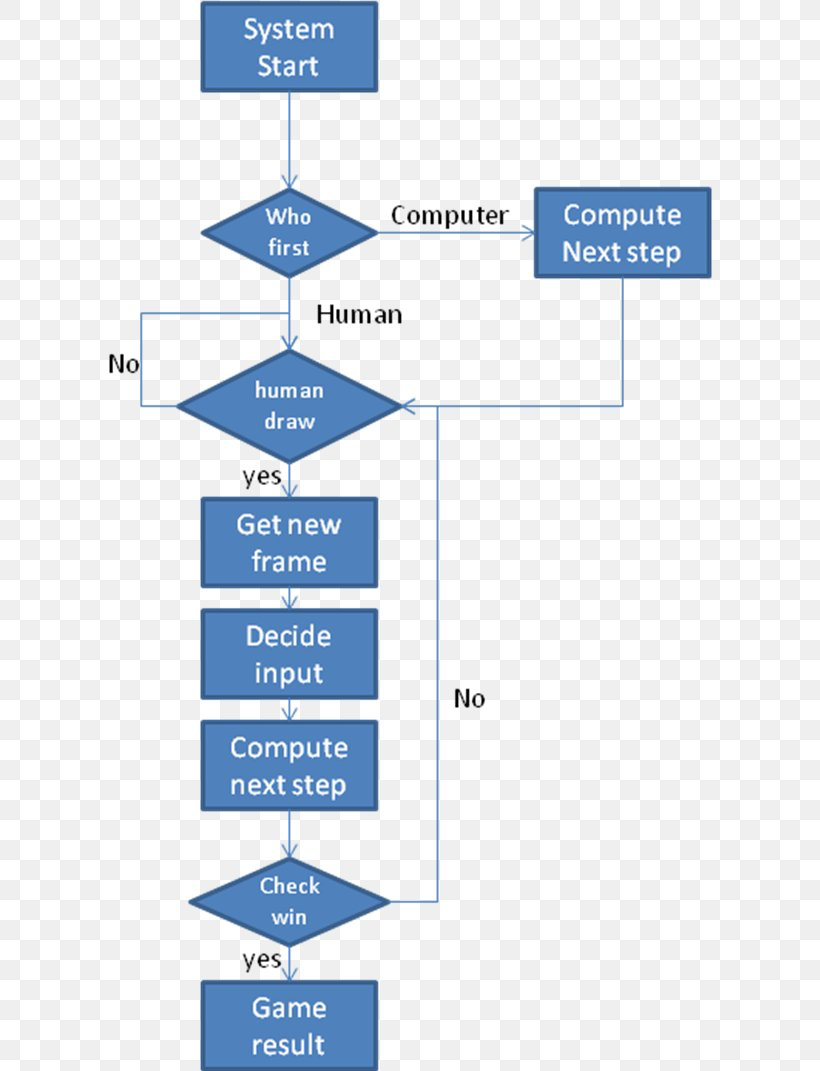 System
Start
Who
first
Computer
Compute
Next step
Human
No
human
draw
yes
Get new
frame
Decide
input
No
Compute
next step
Check
win
yes
Game
result